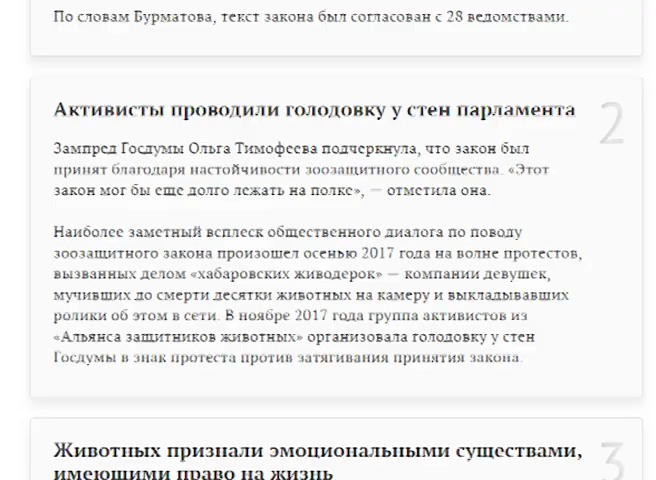 По словам Бурматова, текст закона был согласован с 28 ведомствами.
Активисты проводили голодовку у стен парламента
2
Зампред Госдумы Ольга Тимофеева подчеркнула, что закон был
принят благодаря настойчивости зоозащитного сообщества. «Этот
закон мог бы еще долго лежать на полке», — отметила она.
Наиболее заметный всплеск общественного диалога по поводу
зоозащитного закона произошел осенью 2017 года на волне протестов,
вызванных делом «хабаровских живодерок» — компании девушек,
мучивших до смерти десятки животных на камеру и выкладывавших
ролики об этом в сети. В ноябре 2017 года группа активистов из
«Альянса защитников животных» организовала голодовку у стен
Госдумы в знак протеста против затягивания принятия закона.
Животных признали эмоциональными существами,
имеющими право на жизнь
3